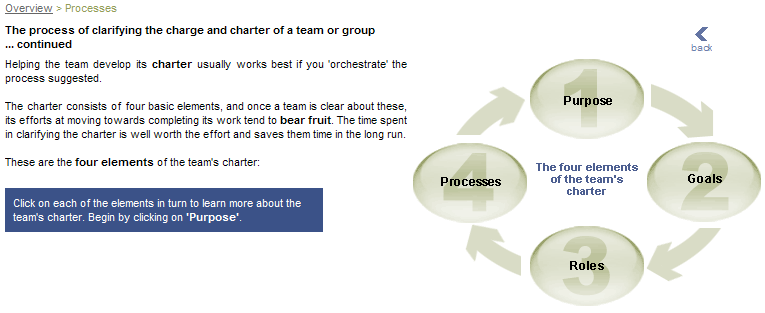 Overview > Processes
The process of clarifying the charge and charter of a team or group
... continued
back
Helping the team develop its charter usually works best if you 'orchestrate' the
process suggested.
The charter consists of four basic elements, and once a team is clear about these,
its efforts at moving towards completing its work tend to bear fruit. The time spent
in clarifying the charter is well worth the effort and saves them time in the long run.
These are the four elements of the team's charter:
Click on each of the elements in turn to learn more about the
team's charter. Begin by clicking on 'Purpose'.
1
Purpose
2
Goals
3
Roles
4
Processes
The four elements
of the team's
charter